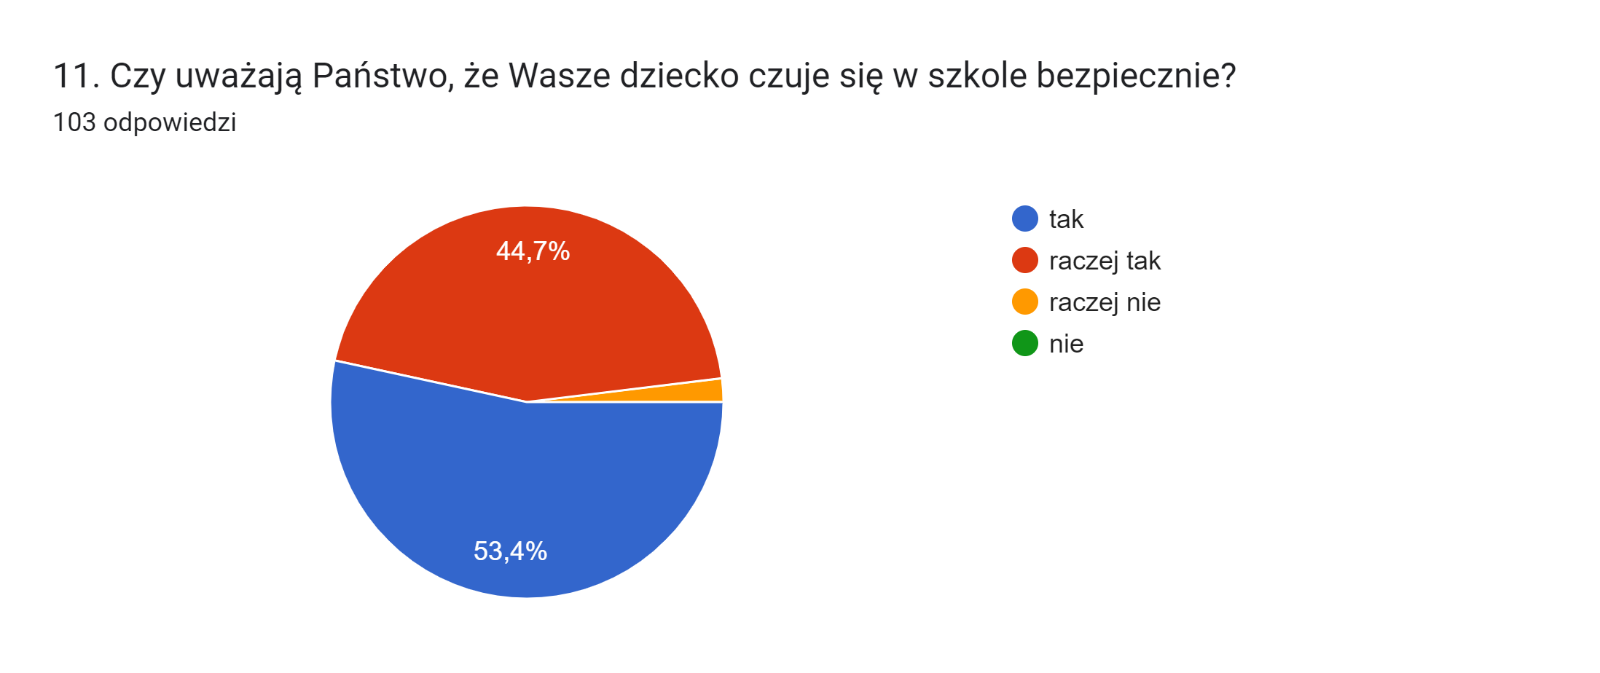 11. Czy uważają Państwo, że Wasze dziecko czuje się w szkole bezpiecznie?
103 odpowiedzi
44,7%
53,4%
tak
raczej tak
raczej nie
nie